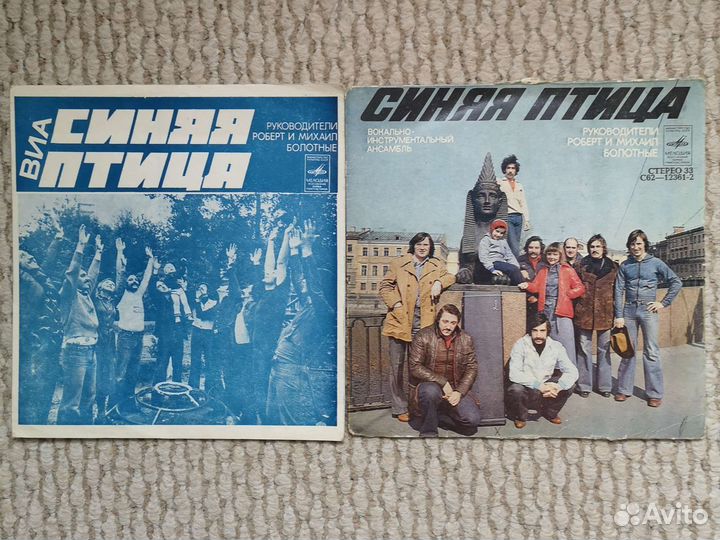 ВИА
СИНЯЯ
ПТИЦА
РУКОВОДИТЕЛИ
РОБЕРТ И МИХАИЛ
БОЛОТНЫЕ
МЕЛОДИЯ
СИНЯЯ ПТИЦА
ВОКАЛЬНО-
ИНСТРУМЕНТАЛЬНЫЙ
АНСАМБЛЬ
РУКОВОДИТЕЛИ
РОБЕРТ И МИХАИЛ
БОЛОТНЫЕ
МЕЛОДИЯ
СТЕРЕО 33
С62—12361-2
Avito